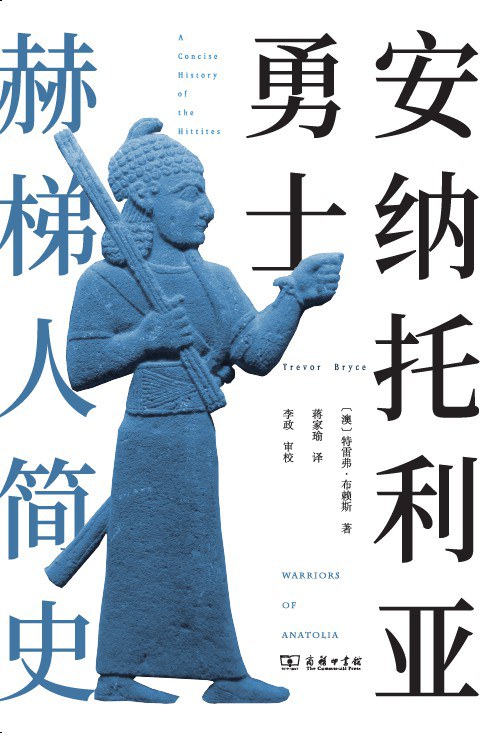 安纳托利亚
勇士
赫梯人简史
A
Concise
History
of
the
Hittites
Trevor Bryce
〔澳〕特雷弗·布赖斯 著
蒋家瑜 译
李政 审校
WARRIORS
OF
ANATOLIA
商务印书馆
The Commercial Press